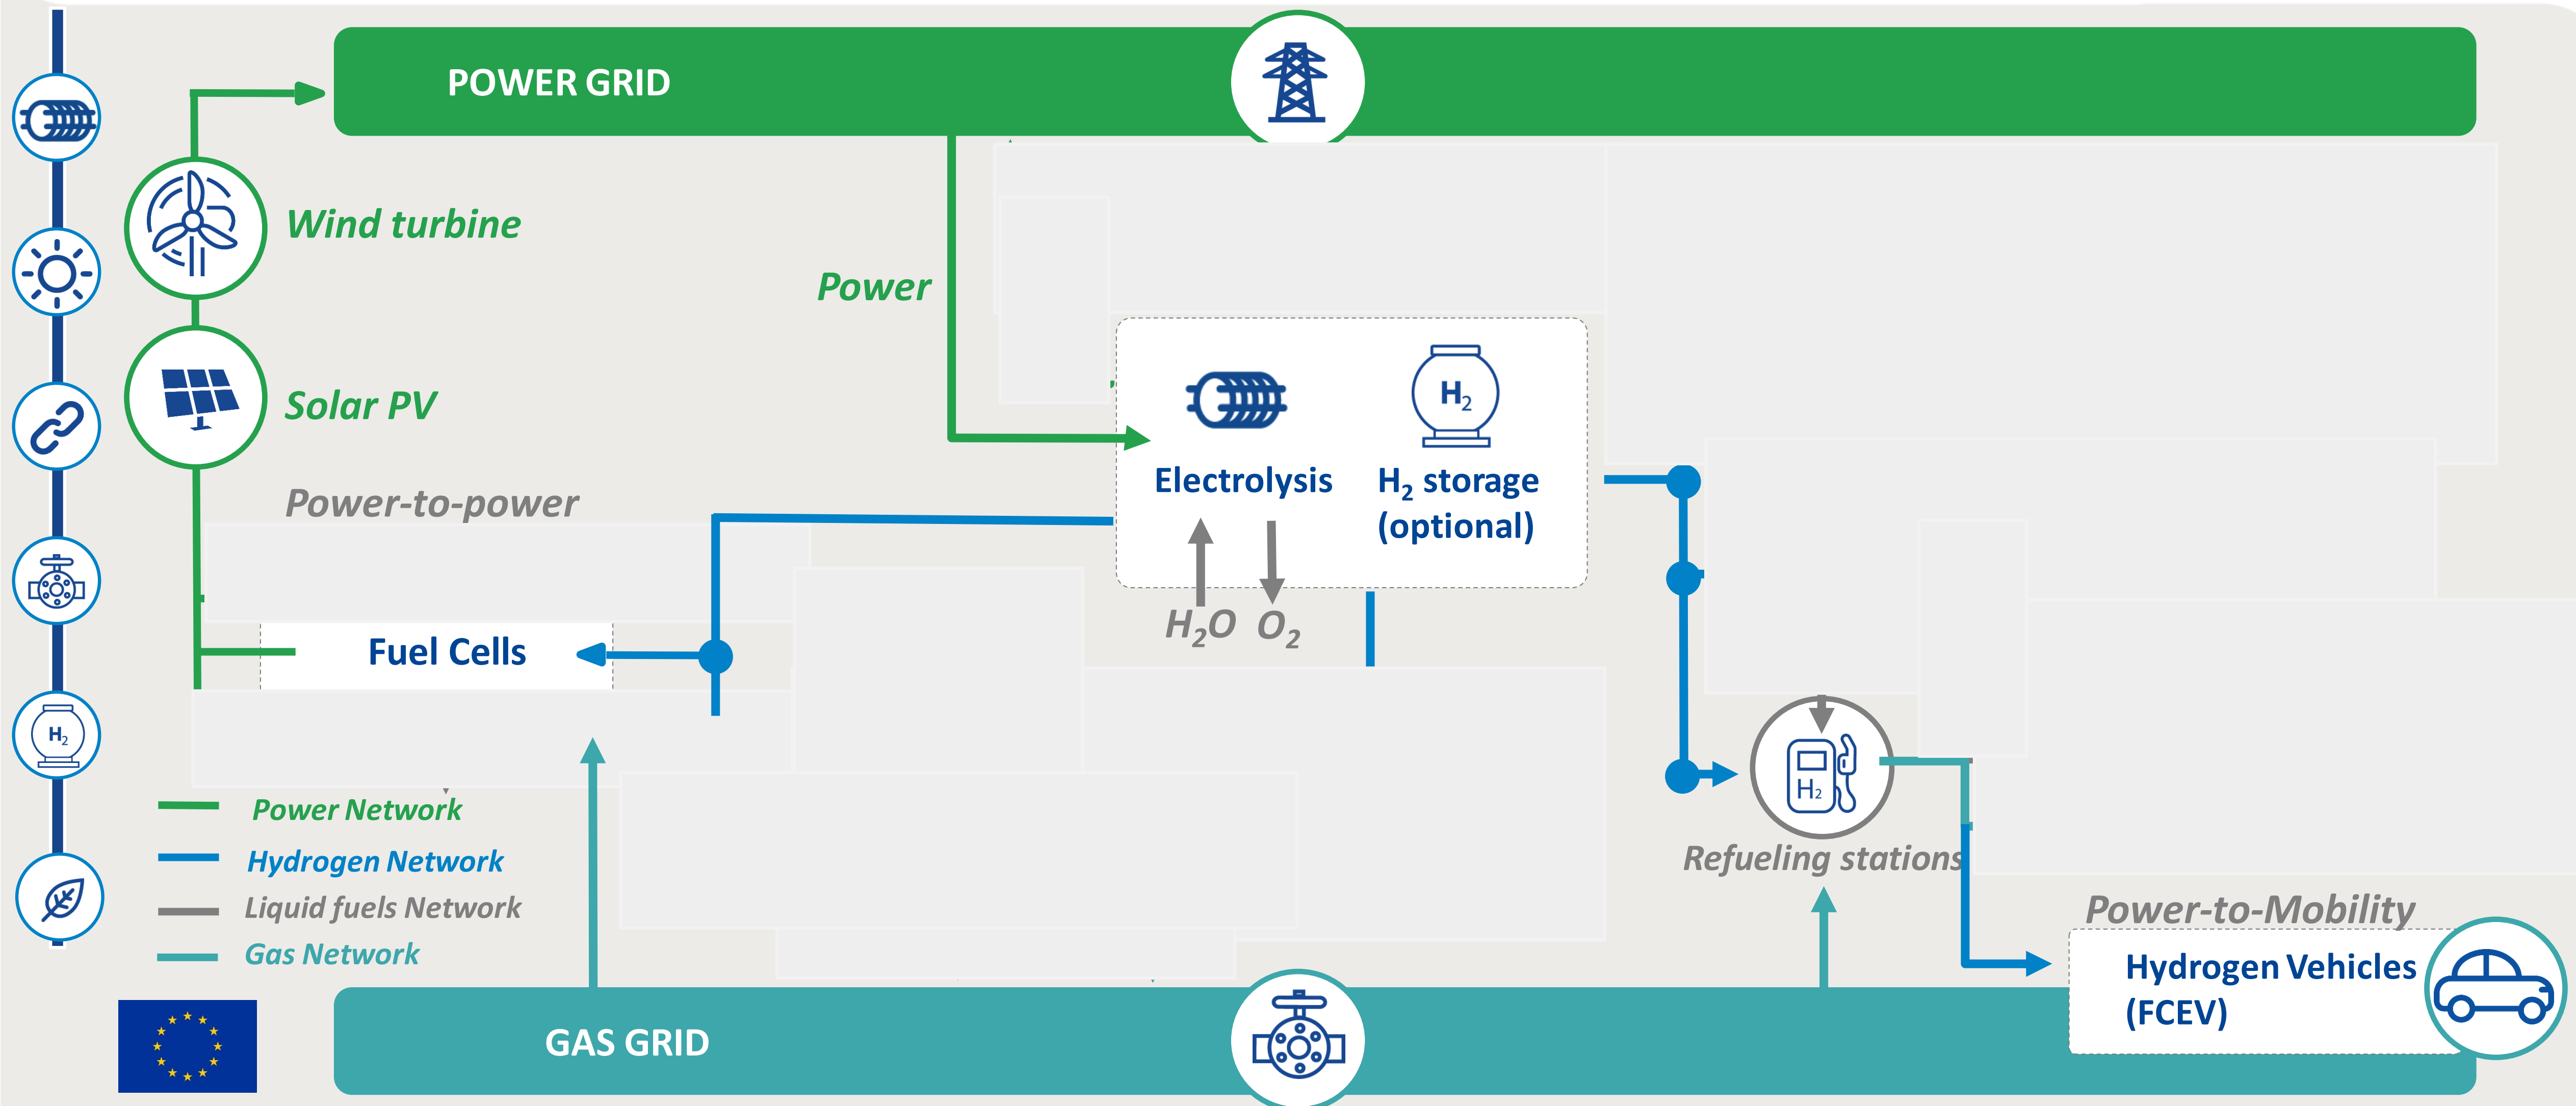 POWER GRID
Wind turbine
Power
Solar PV
H₂
Electrolysis
H₂ storage
(optional)
Power-to-power
H₂O O₂
Fuel Cells
H₂
H₂
Power Network
Hydrogen Network
Liquid fuels Network
Gas Network
Refueling stations
Power-to-Mobility
Hydrogen Vehicles
(FCEV)
GAS GRID